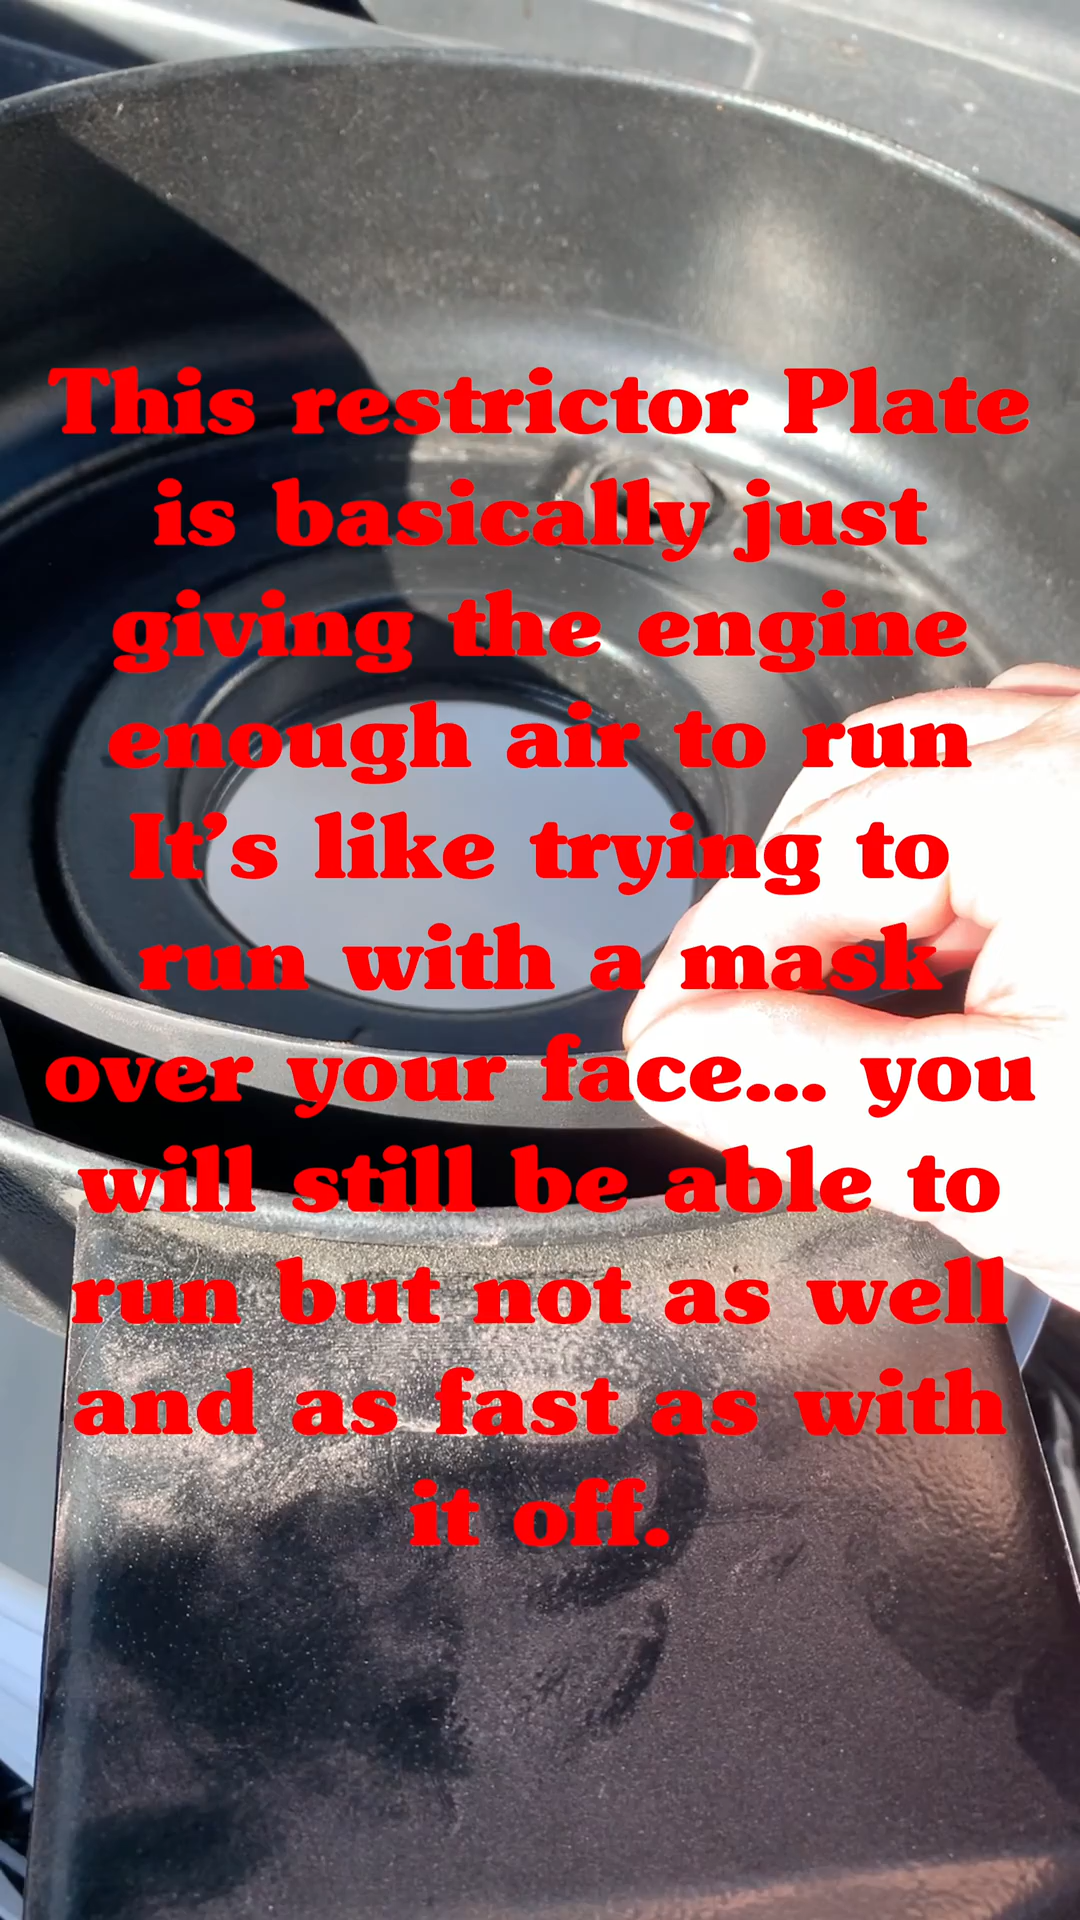 This restrictor Plate
is basically just
giving the engine
enough air to run
It's like trying to
run with a mask
over your face... you
will still be able to
run but not as well
and as fast as with
it off.